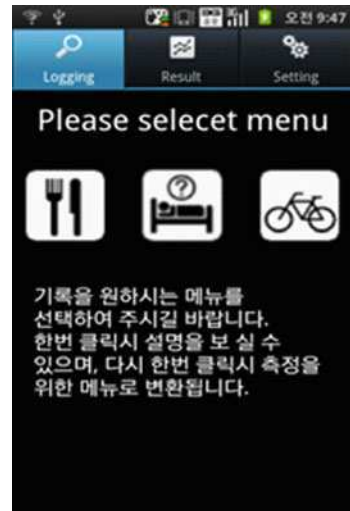 오전 9:47
Logging Result Setting
Please selecet menu
?
기록을 원하시는 메뉴를
선택하여 주시길 바랍니다.
한번 클릭시 설명을 보 실 수
있으며, 다시 한번 클릭시 측정을
위한 메뉴로 변환됩니다.